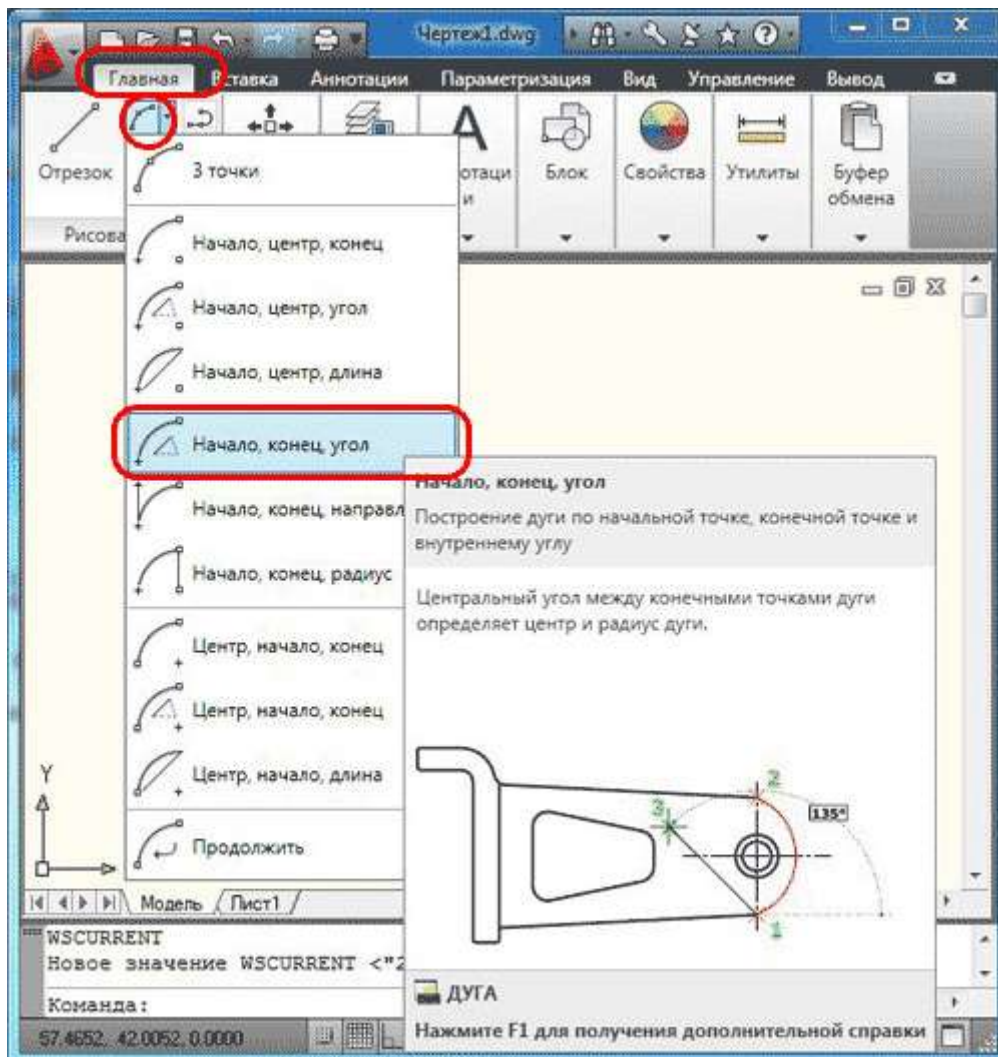 Чертеж1.dwg
Главная Вставка Аннотации Параметризация Вид Управление Вывод
Отрезок
отаци
и
Блок
Свойства
Утилиты
Буфер
обмена
Рисова
3 точки
Начало, центр, конец
Начало, центр, угол
Начало, центр, длина
Начало, конец, угол
Начало, конец, направл
Начало, конец, радиус
Центр, начало, конец
Центр, начало, конец
Центр, начало, длина
Продолжить
Начало, конец, угол
Построение дуги по начальной точке, конечной точке и
внутреннему углу
Центральный угол между конечными точками дуги
определяет центр и радиус дуги.
2
3
135°
1
ДУГА
Нажмите F1 для получения дополнительной справки
Y
Модель Лист1
WSCURRENT
Новое значение WSCURRENT <"2
Команда:
57.4652, 42.0052, 0.0000